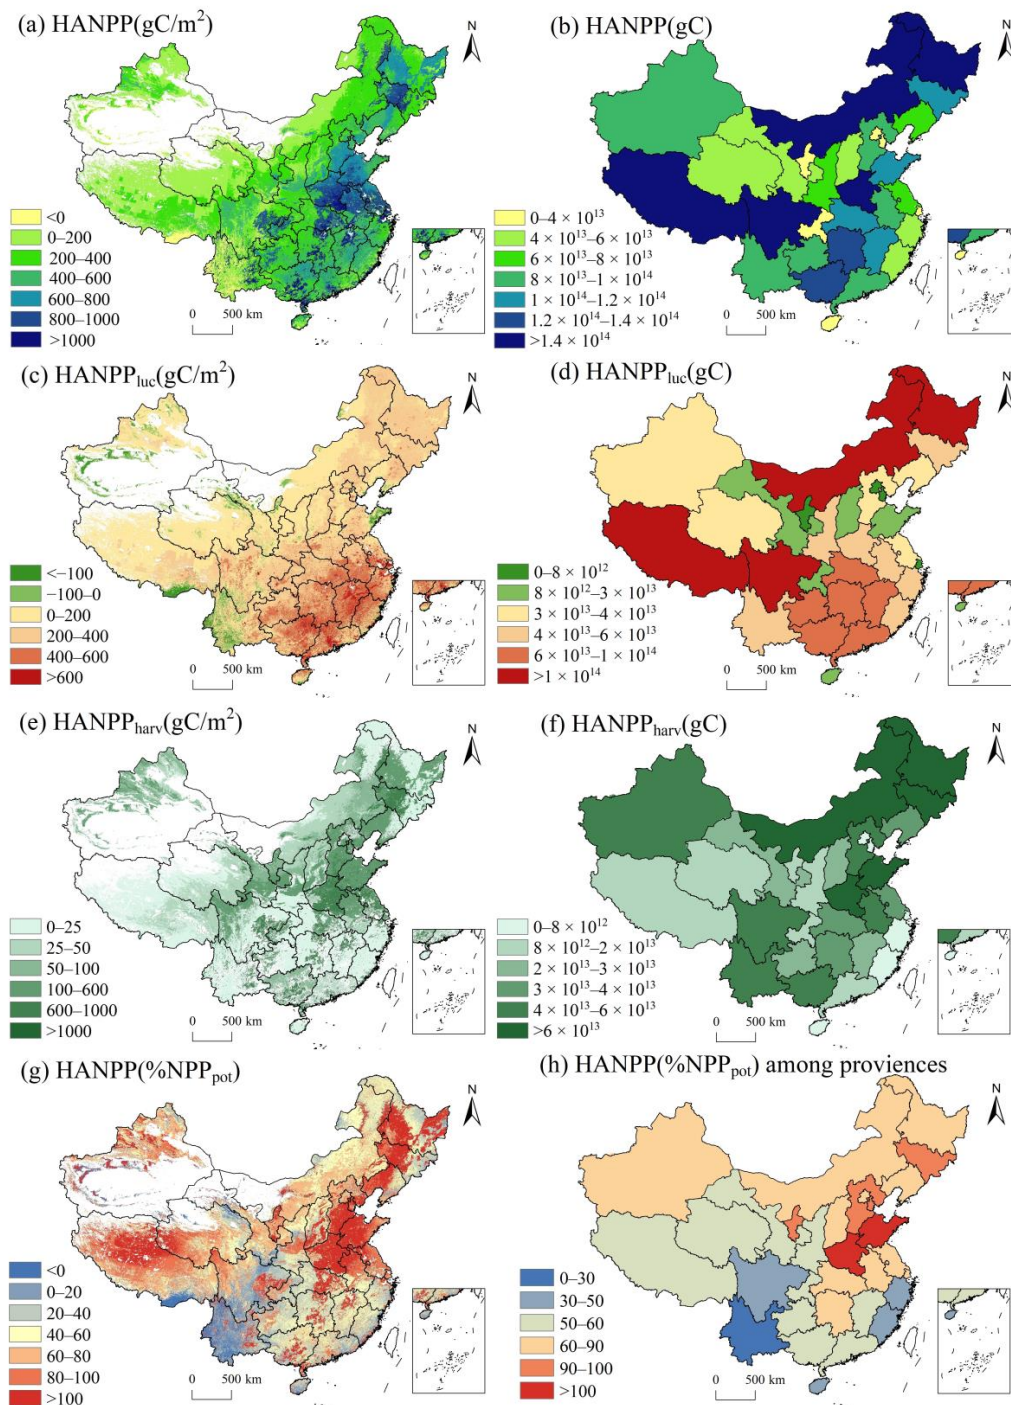 (a) HANPP(gC/m²)
N
<0
0–200
200–400
400–600
600–800
800–1000
>1000
0 500 km
(b) HANPP(gC)
N
0–4 × 10¹³
4 × 10¹³–6 × 10¹³
6 × 10¹³–8 × 10¹³
8 × 10¹³–1 × 10¹⁴
1 × 10¹⁴–1.2 × 10¹⁴
1.2 × 10¹⁴–1.4 × 10¹⁴
>1.4 × 10¹⁴
0 500 km
(c) HANPPluc(gC/m²)
N
<−100
−100–0
0–200
200–400
400–600
>600
0 500 km
(d) HANPPluc(gC)
N
0–8 × 10¹²
8 × 10¹²–3 × 10¹³
3 × 10¹³–4 × 10¹³
4 × 10¹³–6 × 10¹³
6 × 10¹³–1 × 10¹⁴
>1 × 10¹⁴
0 500 km
(e) HANPPharv(gC/m²)
N
0–25
25–50
50–100
100–600
600–1000
>1000
0 500 km
(f) HANPPharv(gC)
N
0–8 × 10¹²
8 × 10¹²–2 × 10¹³
2 × 10¹³–3 × 10¹³
3 × 10¹³–4 × 10¹³
4 × 10¹³–6 × 10¹³
>6 × 10¹³
0 500 km
(g) HANPP(%NPPpot)
N
<0
0–20
20–40
40–60
60–80
80–100
>100
0 500 km
(h) HANPP(%NPPpot) among proviences
N
0–30
30–50
50–60
60–90
90–100
>100
0 500 km